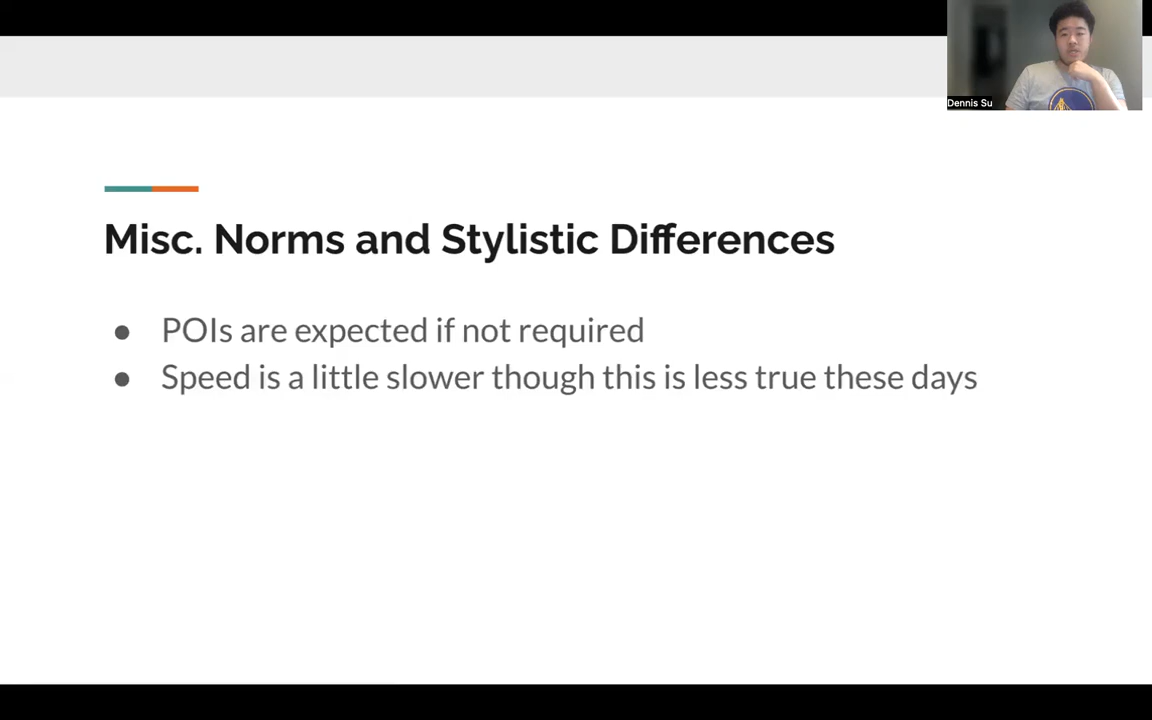 Dennis Su
Misc. Norms and Stylistic Differences
● POIs are expected if not required
● Speed is a little slower though this is less true these days